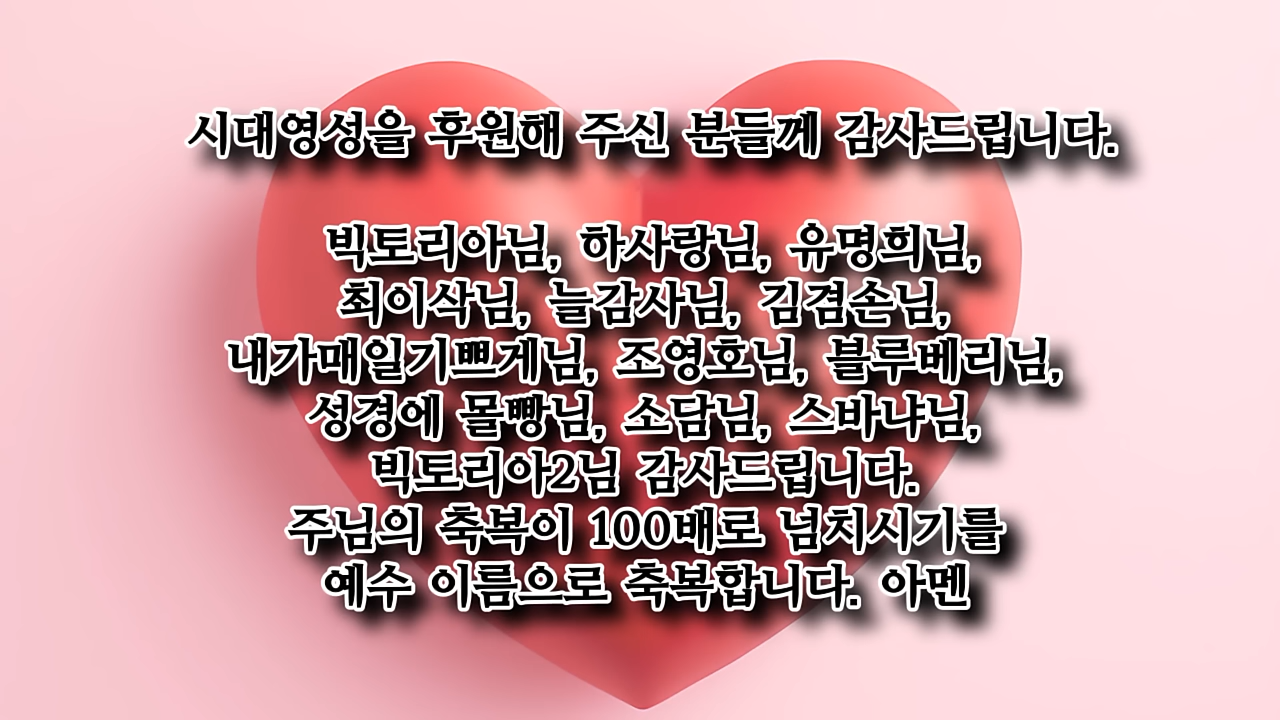 시대영성을 후원해 주신 분들께 감사드립니다.
빅토리아님, 하사랑님, 유명희님,
최이삭님, 늘감사님, 김겸손님,
내가매일기쁘게님, 조영호님, 블루베리님,
성경에 몰빵님, 소담님, 스바냐님,
빅토리아2님 감사드립니다.
주님의 축복이 100배로 넘치시기를
예수 이름으로 축복합니다. 아멘